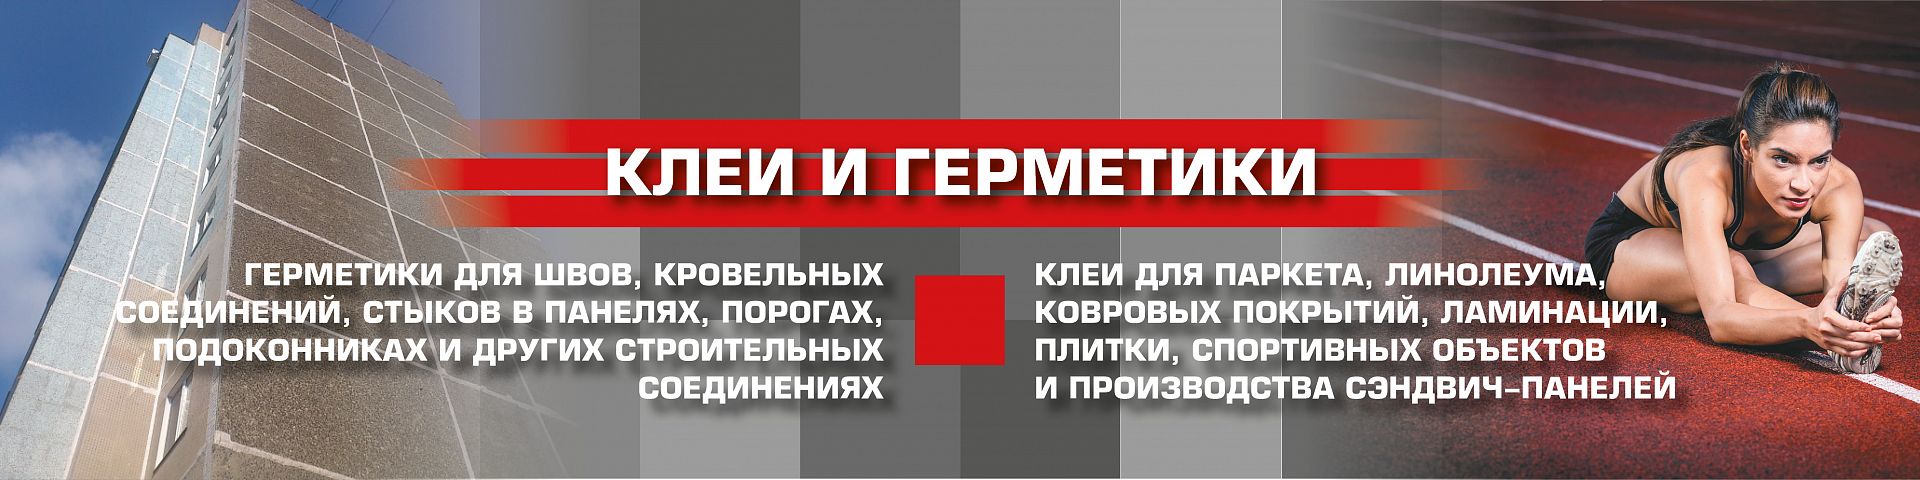 КЛЕИ И ГЕРМЕТИКИ
ГЕРМЕТИКИ ДЛЯ ШВОВ, КРОВЕЛЬНЫХ
СОЕДИНЕНИЙ, СТЫКОВ В ПАНЕЛЯХ, ПОРОГАХ,
ПОДОКОННИКАХ И ДРУГИХ СТРОИТЕЛЬНЫХ
СОЕДИНЕНИЯХ
КЛЕИ ДЛЯ ПАРКЕТА, ЛИНОЛЕУМА,
КОВРОВЫХ ПОКРЫТИЙ, ЛАМИНАЦИИ,
ПЛИТКИ, СПОРТИВНЫХ ОБЪЕКТОВ
И ПРОИЗВОДСТВА СЭНДВИЧ-ПАНЕЛЕЙ